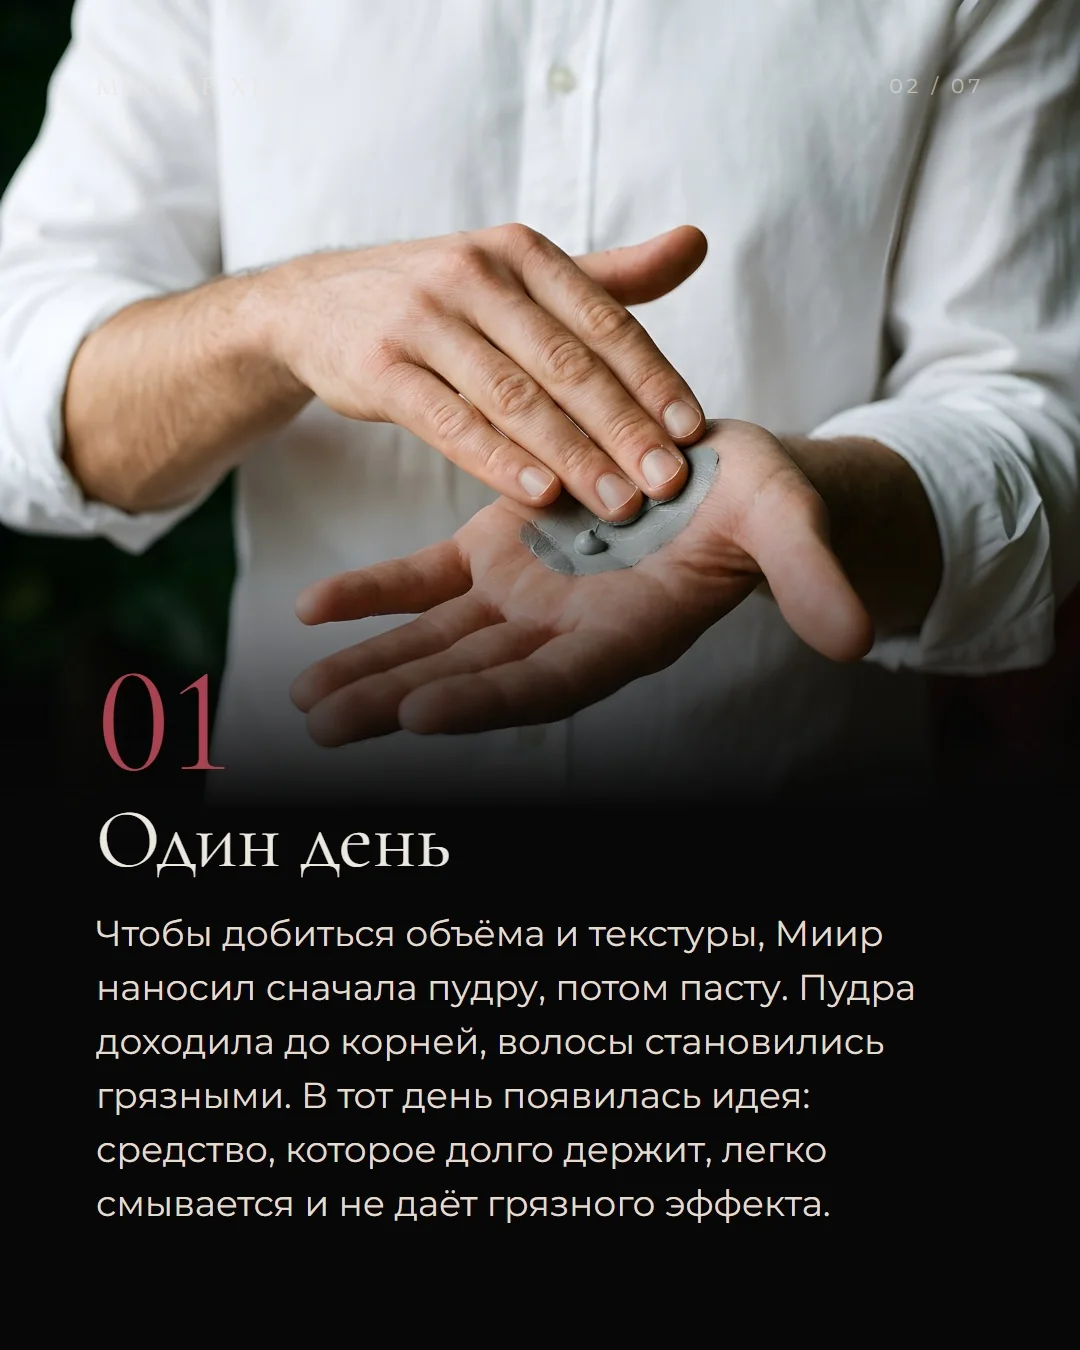 02 / 07
01
Один день
Чтобы добиться объёма и текстуры, Миир
наносил сначала пудру, потом пасту. Пудра
доходила до корней, волосы становились
грязными. В тот день появилась идея:
средство, которое долго держит, легко
смывается и не даёт грязного эффекта.